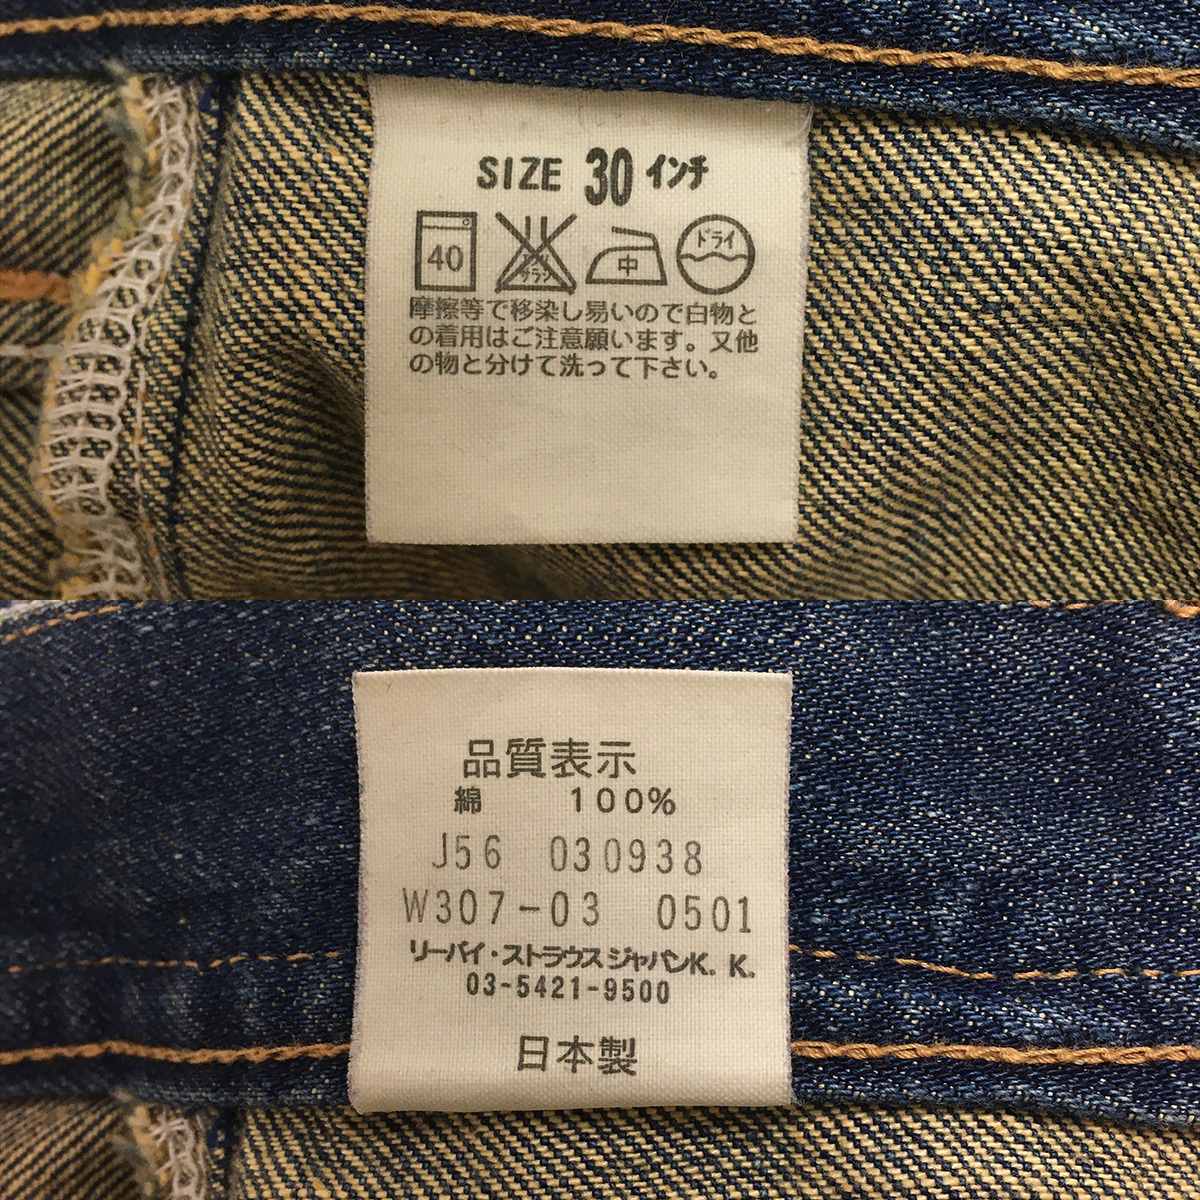 SIZE 30 インチ
40
中
ドライ
摩擦等で移染し易いので白物と
の着用はご注意願います。又他
の物と分けて洗って下さい。
品質表示
綿 100%
J56 030938
W307-03 0501
リーバイ・ストラウス ジャパンK. K.
03-5421-9500
日本製